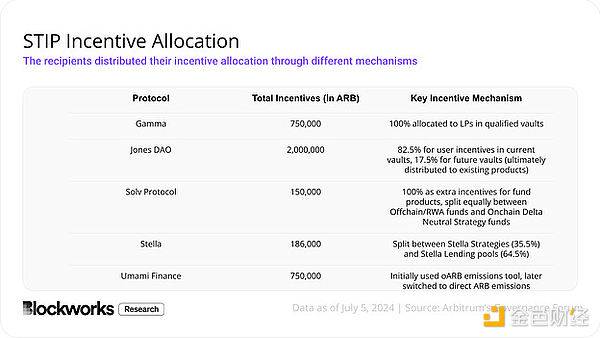 STIP Incentive Allocation
The recipients distributed their incentive allocation through different mechanisms
Protocol Total Incentives (in ARB) Key Incentive Mechanism
Gamma 750,000 100% allocated to LPs in qualified vaults
Jones DAO 2,000,000 82.5% for user incentives in current
vaults, 17.5% for future vaults (ultimately
distributed to existing products)
Solv Protocol 150,000 100% as extra incentives for fund
products, split equally between
Offchain/RWA funds and Onchain Delta
Neutral Strategy funds
Stella 186,000 Split between Stella Strategies (35.5%)
and Stella Lending pools (64.5%)
Umami Finance 750,000 Initially used oARB emissions tool, later
switched to direct ARB emissions
Blockworks Research Data as of July 5, 2024 | Source: Arbitrum's Governance Forum
金色财经